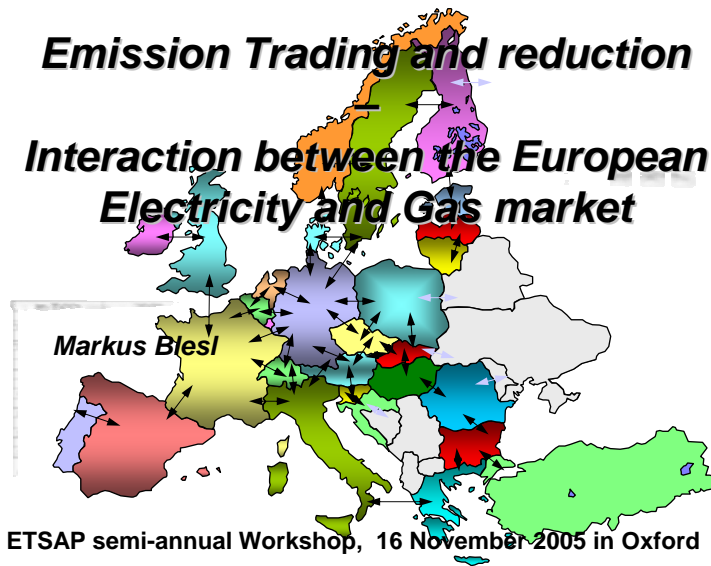 Emission Trading and reduction
–
Interaction between the European
Electricity and Gas market
Markus Blesl
ETSAP semi-annual Workshop, 16 November 2005 in Oxford